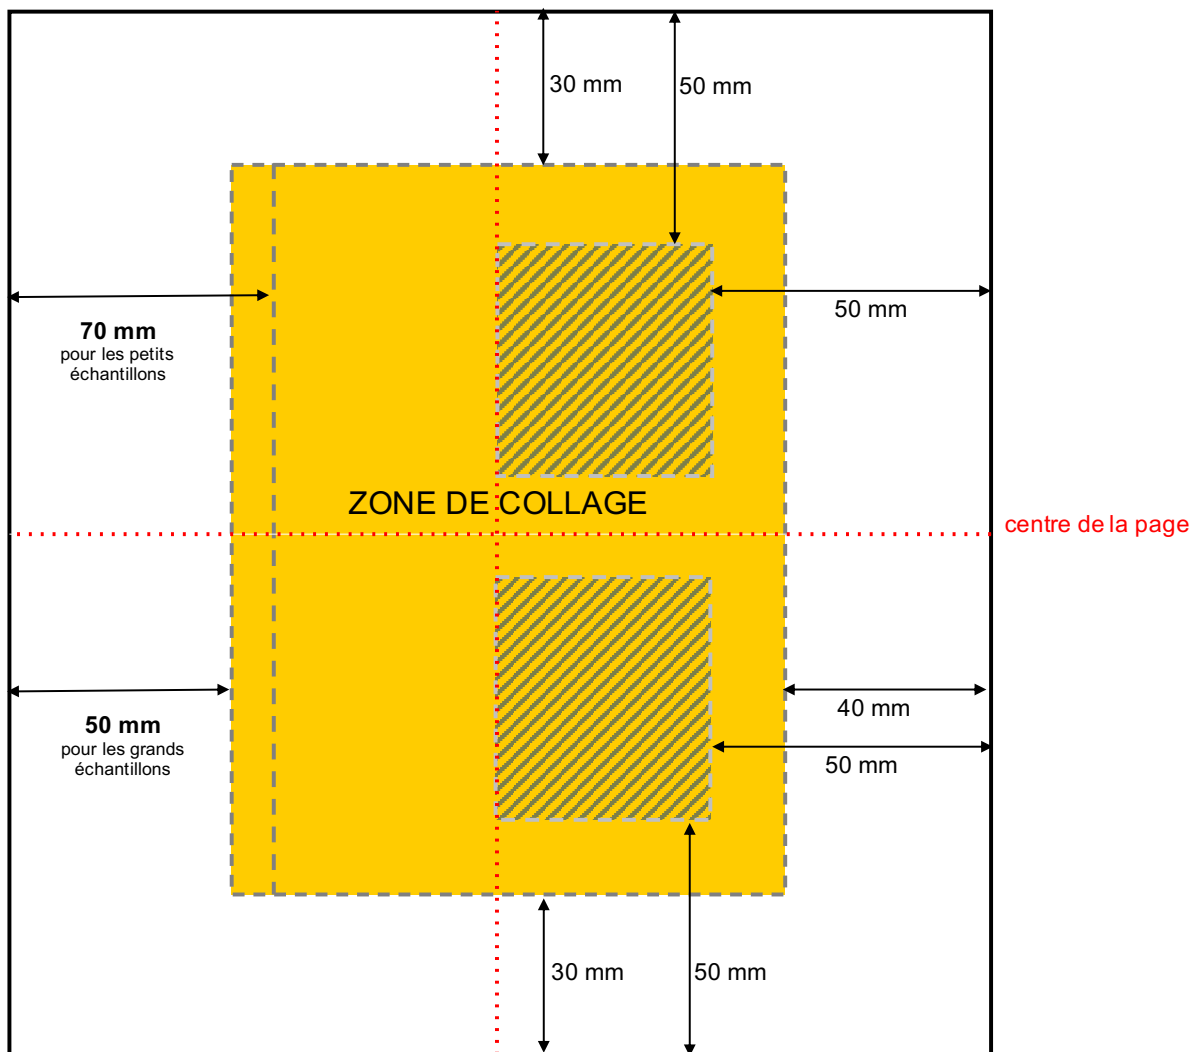 30 mm
50 mm
50 mm
70 mm
pour les petits
échantillons
ZONE DE COLLAGE
centre de la page
50 mm
pour les grands
échantillons
40 mm
50 mm
30 mm
50 mm